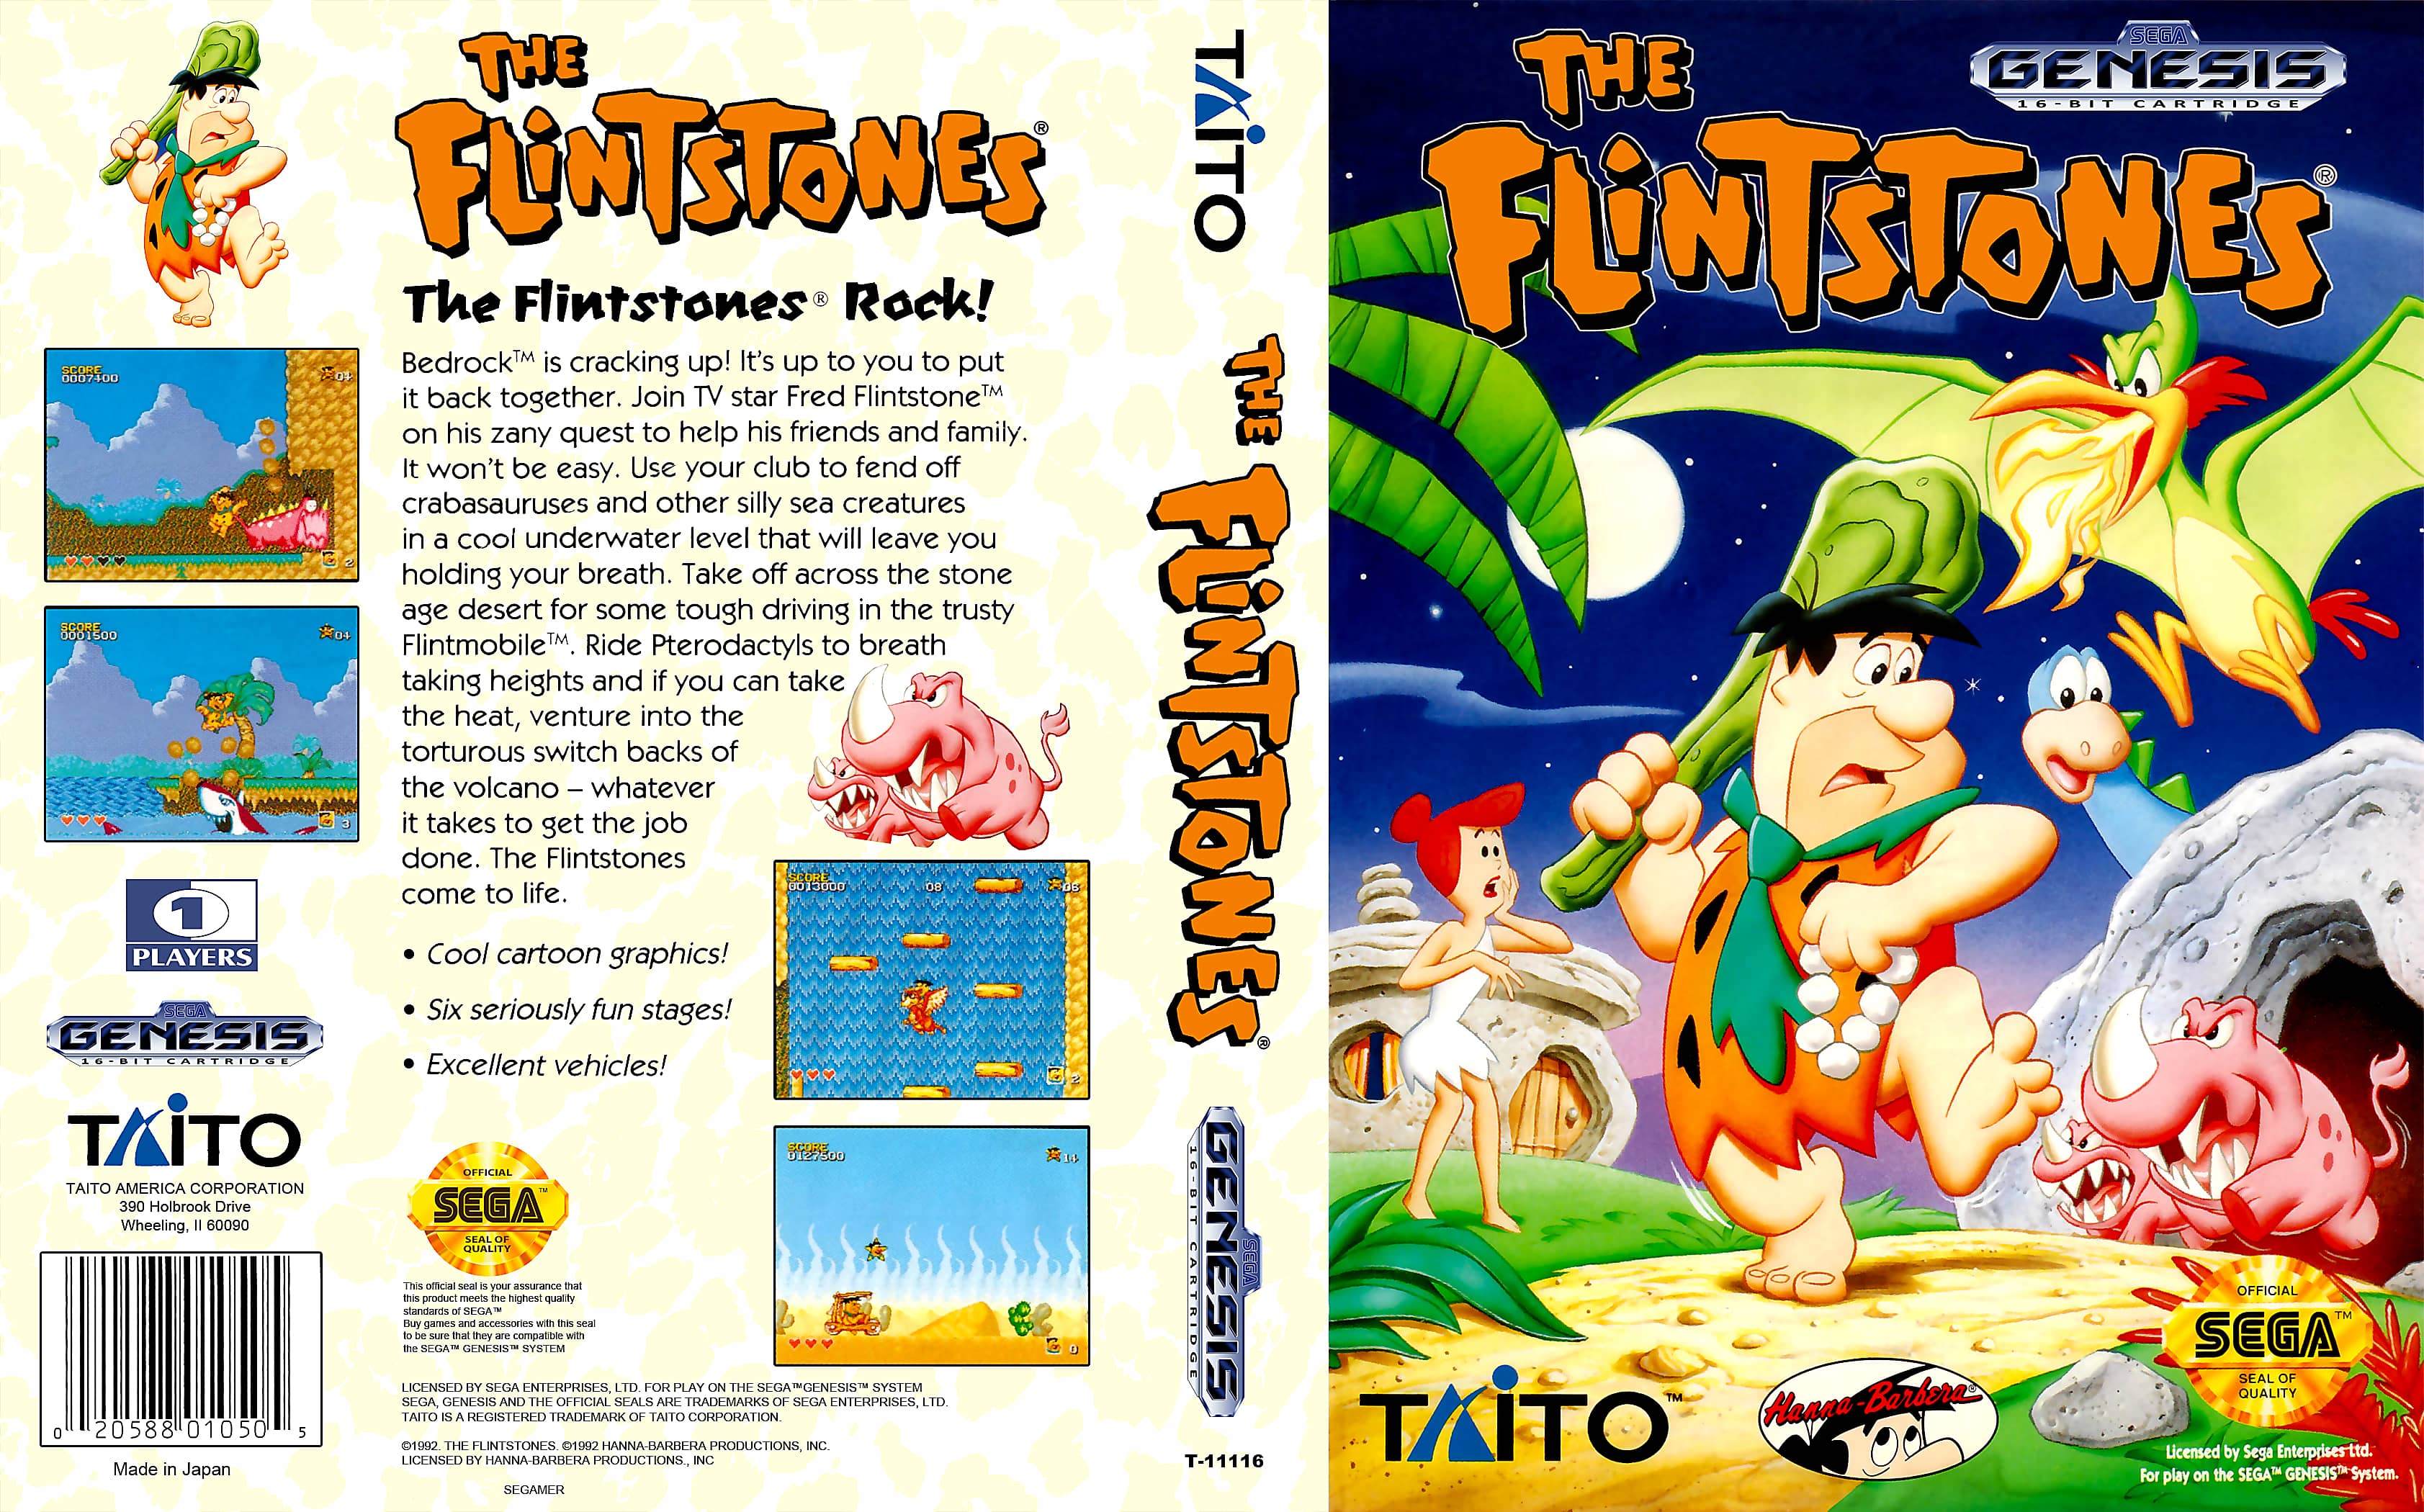 THE
FLINTSTONES®
The Flintstones® Rock!
Bedrock™ is cracking up! It's up to you to put
it back together. Join TV star Fred Flintstone™
on his zany quest to help his friends and family.
It won't be easy. Use your club to fend off
crabasauruses and other silly sea creatures
in a cool underwater level that will leave you
holding your breath. Take off across the stone
age desert for some tough driving in the trusty
Flintmobile™. Ride Pterodactyls to breath
taking heights and if you can take
the heat, venture into the
torturous switch backs of
the volcano – whatever
it takes to get the job
done. The Flintstones
come to life.
• Cool cartoon graphics!
• Six seriously fun stages!
• Excellent vehicles!
SCORE
0007400
04
2
SCORE
0001500
04
3
SCORE
0013000
08
06
2
SCORE
0127500
14
0
1
PLAYERS
SEGA
GENESIS
16-BIT CARTRIDGE
TAITO
TAITO AMERICA CORPORATION
390 Holbrook Drive
Wheeling, Il 60090
0 20588 01050 5
Made in Japan
OFFICIAL
SEGA™
SEAL OF
QUALITY
This official seal is your assurance that
this product meets the highest quality
standards of SEGA™
Buy games and accessories with this seal
to be sure that they are compatible with
the SEGA™ GENESIS™ SYSTEM
LICENSED BY SEGA ENTERPRISES, LTD. FOR PLAY ON THE SEGA™GENESIS™ SYSTEM
SEGA, GENESIS AND THE OFFICIAL SEALS ARE TRADEMARKS OF SEGA ENTERPRISES, LTD.
TAITO IS A REGISTERED TRADEMARK OF TAITO CORPORATION.
©1992. THE FLINTSTONES. ©1992 HANNA-BARBERA PRODUCTIONS, INC.
LICENSED BY HANNA-BARBERA PRODUCTIONS., INC
SEGAMER
TAITO
THE FLINTSTONES®
SEGA
GENESIS
16-BIT CARTRIDGE
T-11116
SEGA
GENESIS
16-BIT CARTRIDGE
THE
FLINTSTONES®
TAITO™
Hanna-Barbera®
OFFICIAL
SEGA™
SEAL OF
QUALITY
Licensed by Sega Enterprises Ltd.
For play on the SEGA™ GENESIS™ System.